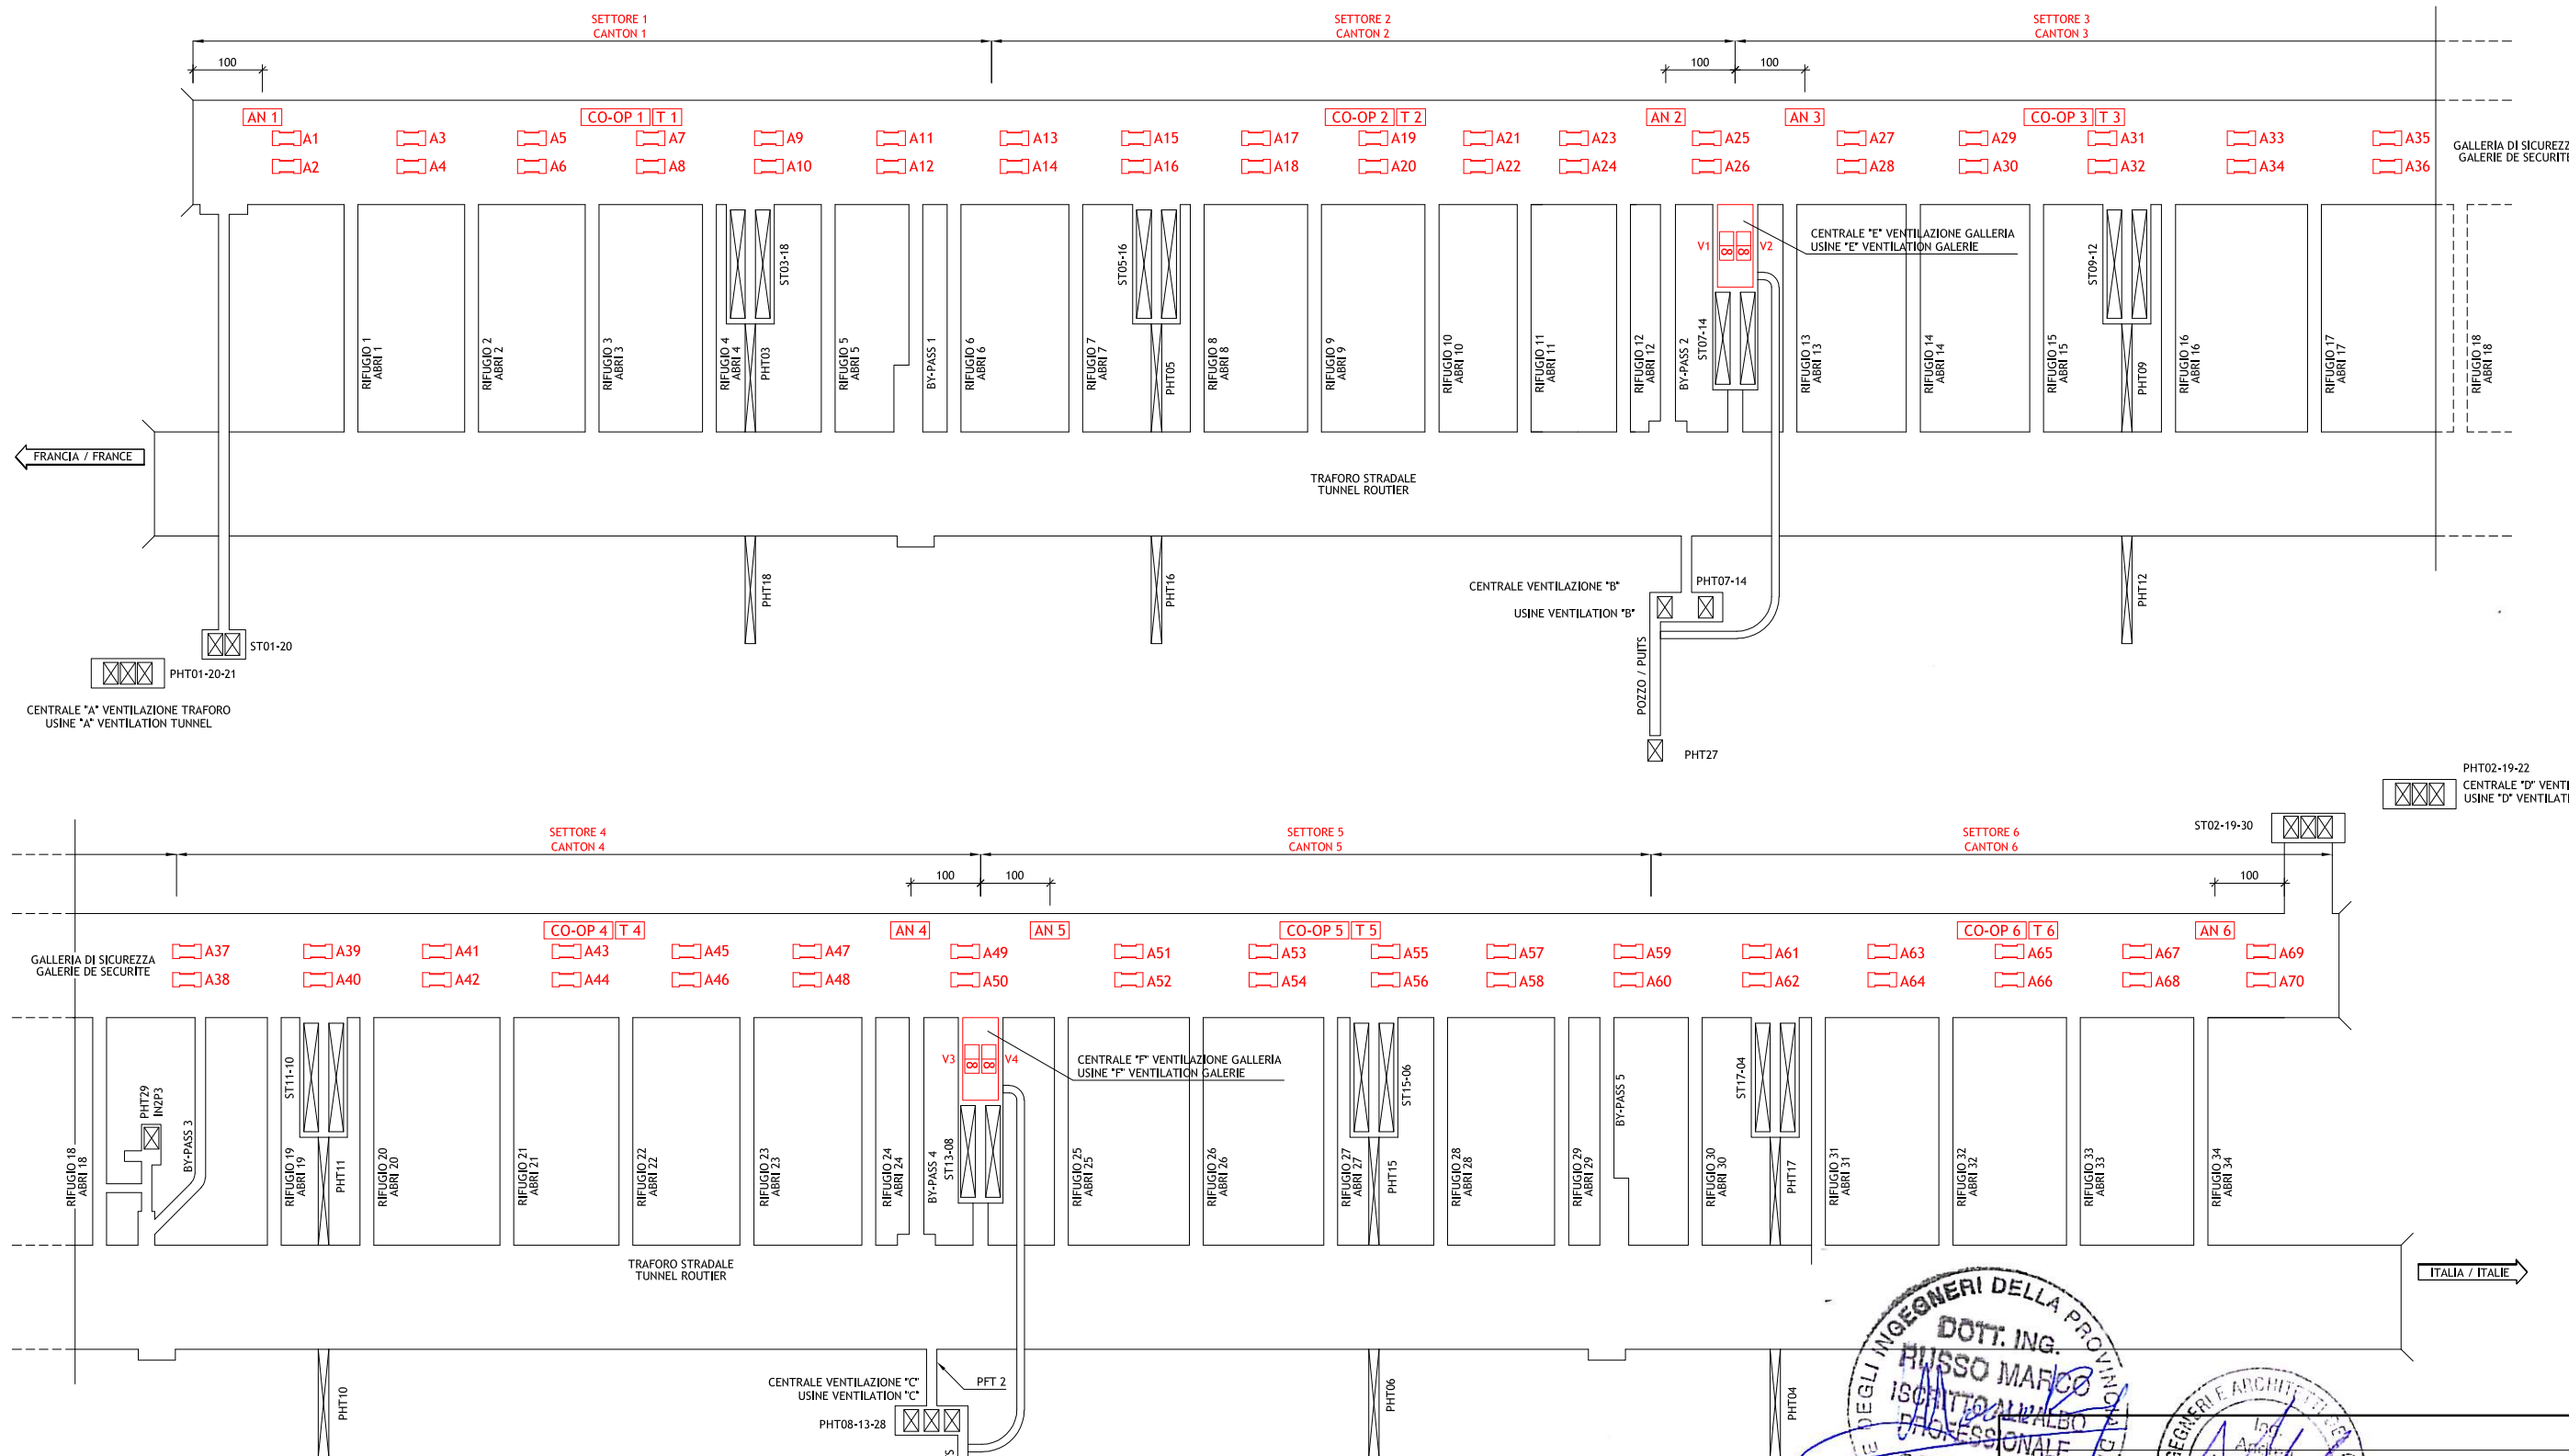 SETTORE 1
CANTON 1
SETTORE 2
CANTON 2
SETTORE 3
CANTON 3
100
100
100
AN 1
CO-OP 1
T 1
CO-OP 2
T 2
AN 2
AN 3
CO-OP 3
T 3
A1
A3
A5
A7
A9
A11
A13
A15
A17
A19
A21
A23
A25
A27
A29
A31
A33
A35
A2
A4
A6
A8
A10
A12
A14
A16
A18
A20
A22
A24
A26
A28
A30
A32
A34
A36
GALLERIA DI SICUREZZ
GALERIE DE SECURITE
V1
V2
CENTRALE "E" VENTILAZIONE GALLERIA
USINE "E" VENTILATION GALERIE
RIFUGIO 1
ABRI 1
RIFUGIO 2
ABRI 2
RIFUGIO 3
ABRI 3
RIFUGIO 4
ABRI 4
PHT03
ST03-18
RIFUGIO 5
ABRI 5
BY-PASS 1
RIFUGIO 6
ABRI 6
RIFUGIO 7
ABRI 7
ST05-16
PHT05
RIFUGIO 8
ABRI 8
RIFUGIO 9
ABRI 9
RIFUGIO 10
ABRI 10
RIFUGIO 11
ABRI 11
RIFUGIO 12
ABRI 12
BY-PASS 2
ST07-14
RIFUGIO 13
ABRI 13
RIFUGIO 14
ABRI 14
RIFUGIO 15
ABRI 15
ST09-12
PHT09
RIFUGIO 16
ABRI 16
RIFUGIO 17
ABRI 17
RIFUGIO 18
ABRI 18
FRANCIA / FRANCE
TRAFORO STRADALE
TUNNEL ROUTIER
PHT18
PHT16
PHT12
CENTRALE VENTILAZIONE "B"
USINE VENTILATION "B"
PHT07-14
POZZO / PUITS
PHT27
ST01-20
PHT01-20-21
CENTRALE "A" VENTILAZIONE TRAFORO
USINE "A" VENTILATION TUNNEL
PHT02-19-22
CENTRALE "D" VENTI
USINE "D" VENTILATI
ST02-19-30
SETTORE 4
CANTON 4
SETTORE 5
CANTON 5
SETTORE 6
CANTON 6
100
100
100
CO-OP 4
T 4
AN 4
AN 5
CO-OP 5
T 5
CO-OP 6
T 6
AN 6
GALLERIA DI SICUREZZA
GALERIE DE SECURITE
A37
A39
A41
A43
A45
A47
A49
A51
A53
A55
A57
A59
A61
A63
A65
A67
A69
A38
A40
A42
A44
A46
A48
A50
A52
A54
A56
A58
A60
A62
A64
A66
A68
A70
V3
V4
CENTRALE "F" VENTILAZIONE GALLERIA
USINE "F" VENTILATION GALERIE
RIFUGIO 18
ABRI 18
PHT29
IN2P3
BY-PASS 3
ST11-10
RIFUGIO 19
ABRI 19
PHT11
RIFUGIO 20
ABRI 20
RIFUGIO 21
ABRI 21
RIFUGIO 22
ABRI 22
RIFUGIO 23
ABRI 23
RIFUGIO 24
ABRI 24
BY-PASS 4
ST13-08
RIFUGIO 25
ABRI 25
RIFUGIO 26
ABRI 26
RIFUGIO 27
ABRI 27
PHT15
ST15-06
RIFUGIO 28
ABRI 28
RIFUGIO 29
ABRI 29
BY-PASS 5
RIFUGIO 30
ABRI 30
ST17-04
PHT17
RIFUGIO 31
ABRI 31
RIFUGIO 32
ABRI 32
RIFUGIO 33
ABRI 33
RIFUGIO 34
ABRI 34
TRAFORO STRADALE
TUNNEL ROUTIER
ITALIA / ITALIE
PHT10
CENTRALE VENTILAZIONE "C"
USINE VENTILATION "C"
PFT 2
PHT08-13-28
PHT06
PHT04
DEGLI INGEGNERI DELLA PROVINCIA D
DOTT. ING.
RUSSO MARCO
ISCRITTO ALL'ALBO
PROFESSIONALE
EGNERI E ARCHITETTI
Ing.